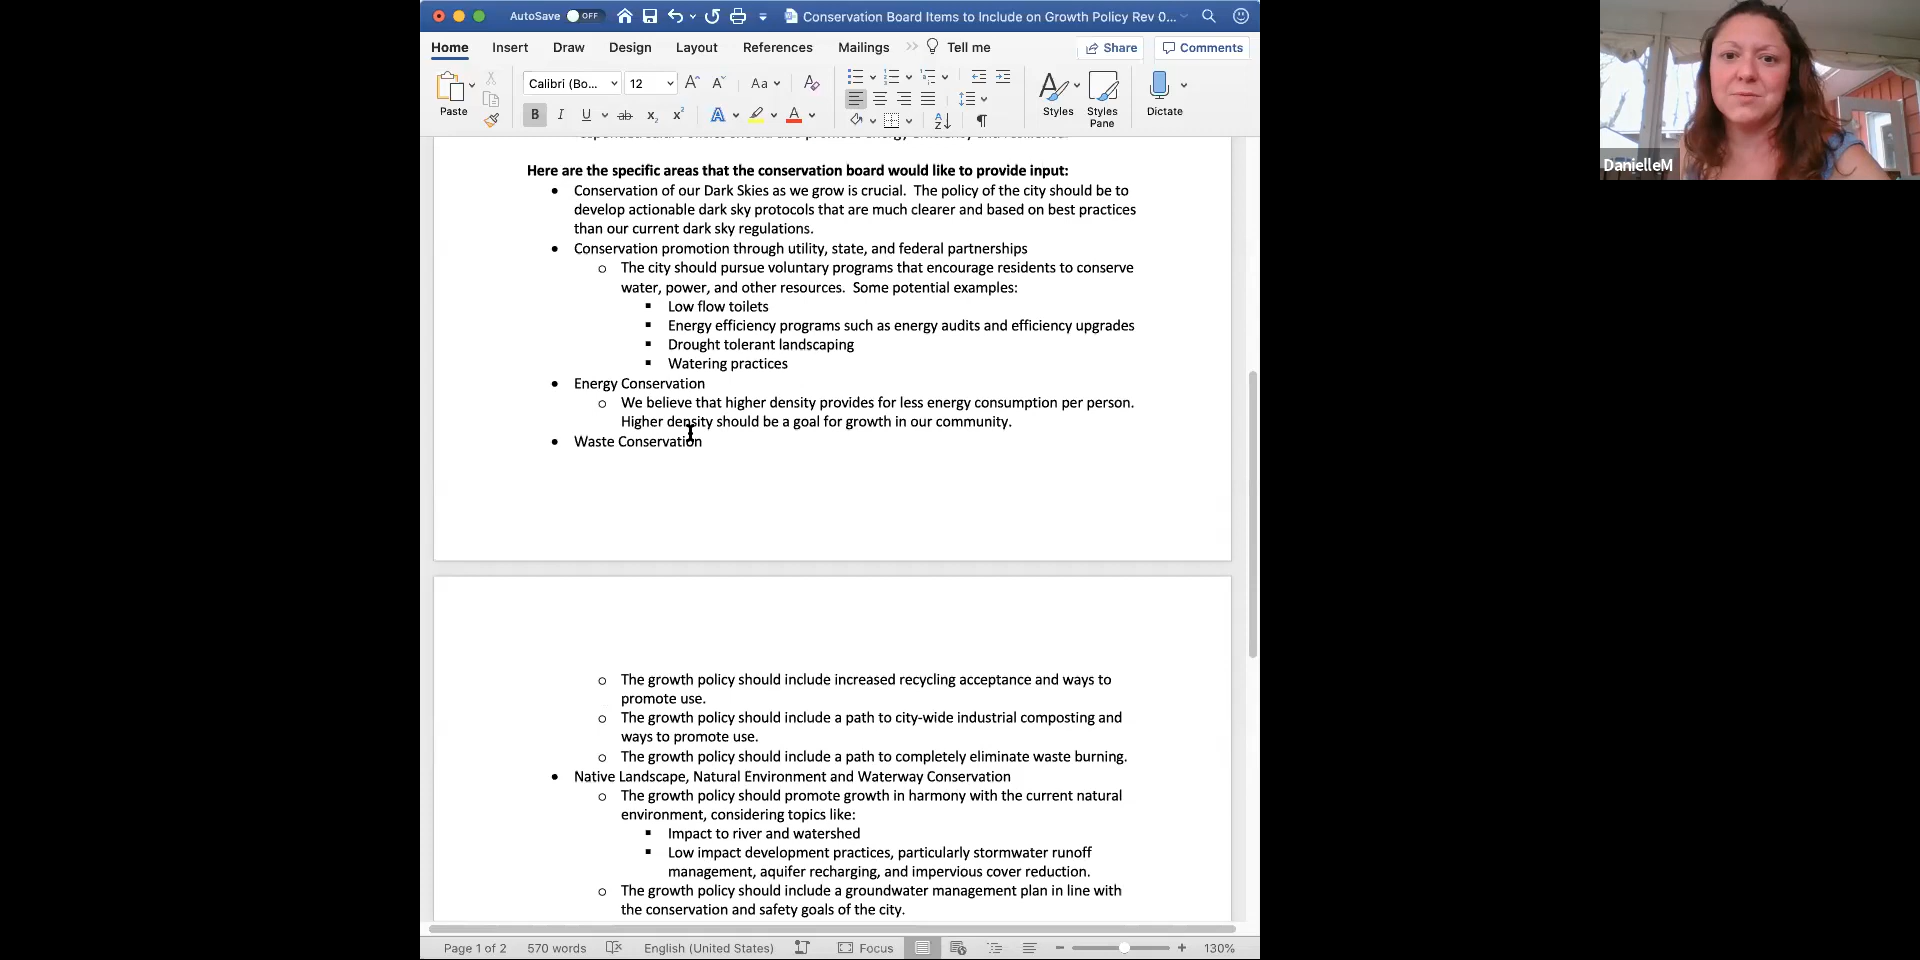 AutoSave OFF Conservation Board Items to Include on Growth Policy Rev 0...
Home Insert Draw Design Layout References Mailings Tell me Share Comments
Paste Calibri (Bo... 12 Aa Styles Styles Pane Dictate
Here are the specific areas that the conservation board would like to provide input:
• Conservation of our Dark Skies as we grow is crucial. The policy of the city should be to
develop actionable dark sky protocols that are much clearer and based on best practices
than our current dark sky regulations.
• Conservation promotion through utility, state, and federal partnerships
o The city should pursue voluntary programs that encourage residents to conserve
water, power, and other resources. Some potential examples:
▪ Low flow toilets
▪ Energy efficiency programs such as energy audits and efficiency upgrades
▪ Drought tolerant landscaping
▪ Watering practices
• Energy Conservation
o We believe that higher density provides for less energy consumption per person.
Higher density should be a goal for growth in our community.
• Waste Conservation
o The growth policy should include increased recycling acceptance and ways to
promote use.
o The growth policy should include a path to city-wide industrial composting and
ways to promote use.
o The growth policy should include a path to completely eliminate waste burning.
• Native Landscape, Natural Environment and Waterway Conservation
o The growth policy should promote growth in harmony with the current natural
environment, considering topics like:
▪ Impact to river and watershed
▪ Low impact development practices, particularly stormwater runoff
management, aquifer recharging, and impervious cover reduction.
o The growth policy should include a groundwater management plan in line with
the conservation and safety goals of the city.
Page 1 of 2 570 words English (United States) Focus 130%
DanielleM